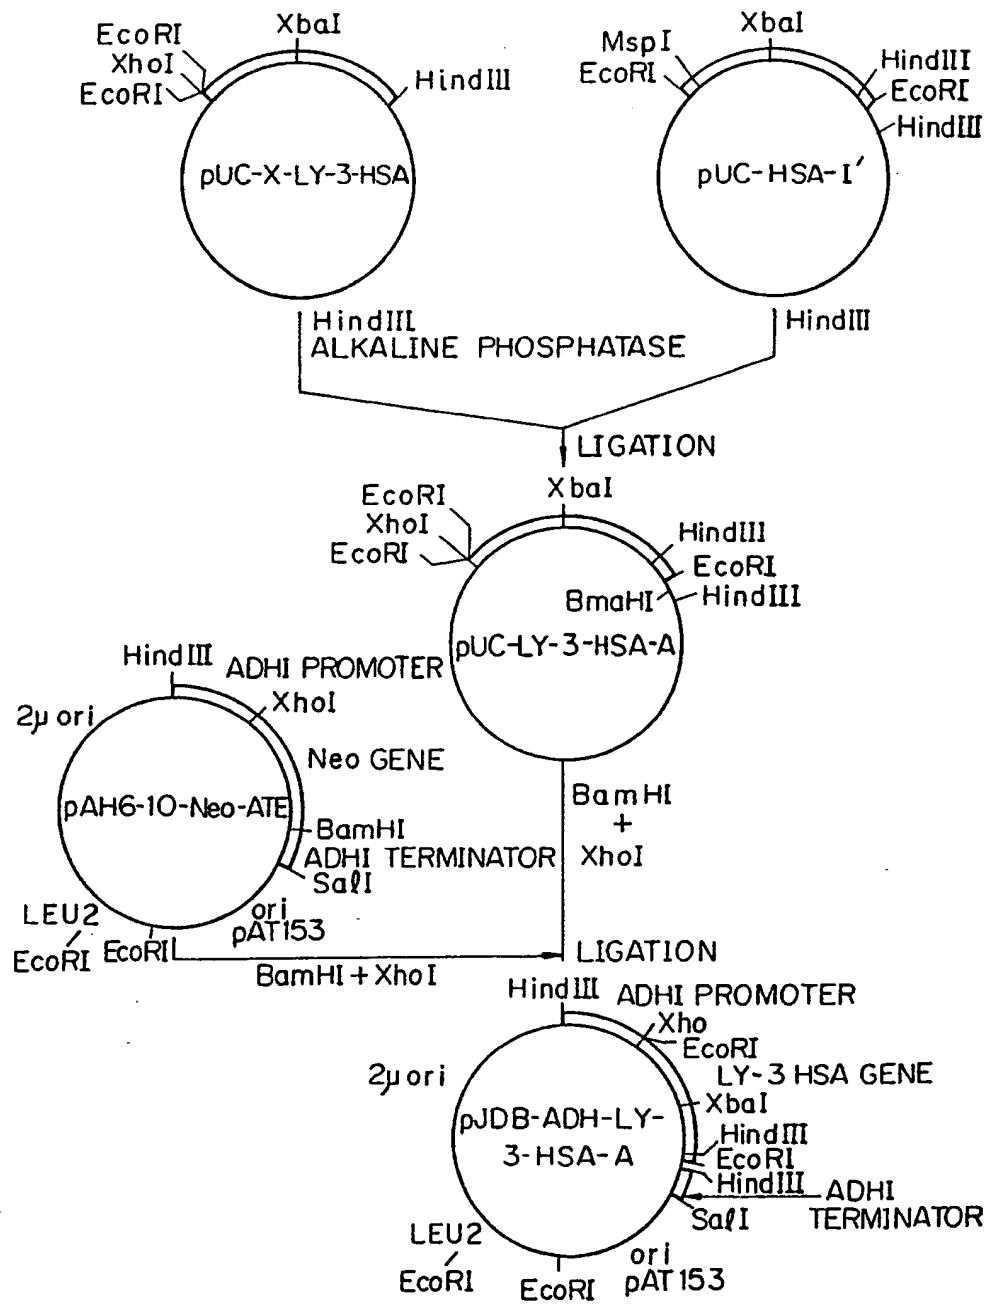 XbaI
EcoRI
XhoI
EcoRI
HindIII
pUC-X-LY-3-HSA
XbaI
MspI
EcoRI
HindIII
EcoRI
HindIII
pUC-HSA-I′
HindIII
ALKALINE PHOSPHATASE
HindIII
LIGATION
XbaI
EcoRI
XhoI
EcoRI
HindIII
EcoRI
HindIII
BmaHI
pUC-LY-3-HSA-A
HindIII
ADHI PROMOTER
XhoI
2μ ori
Neo GENE
pAH6-10-Neo-ATE
BamHI
ADHI TERMINATOR
SalI
LEU2
EcoRI
EcoRI
ori
pAT153
BamHI
+
XhoI
BamHI + XhoI
LIGATION
HindIII
ADHI PROMOTER
Xho
EcoRI
LY-3 HSA GENE
2μ ori
XbaI
pJDB-ADH-LY-
3-HSA-A
HindIII
EcoRI
HindIII
ADHI
TERMINATOR
SalI
LEU2
EcoRI
EcoRI
ori
pAT153